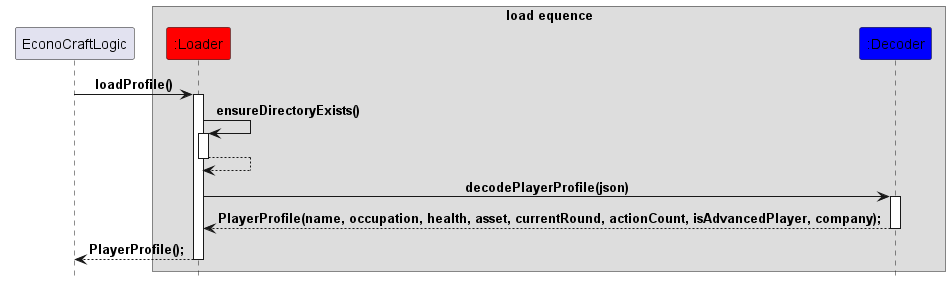 load equence
EconoCraftLogic
:Loader
:Decoder
loadProfile()
ensureDirectoryExists()
decodePlayerProfile(json)
PlayerProfile(name, occupation, health, asset, currentRound, actionCount, isAdvancedPlayer, company);
PlayerProfile();